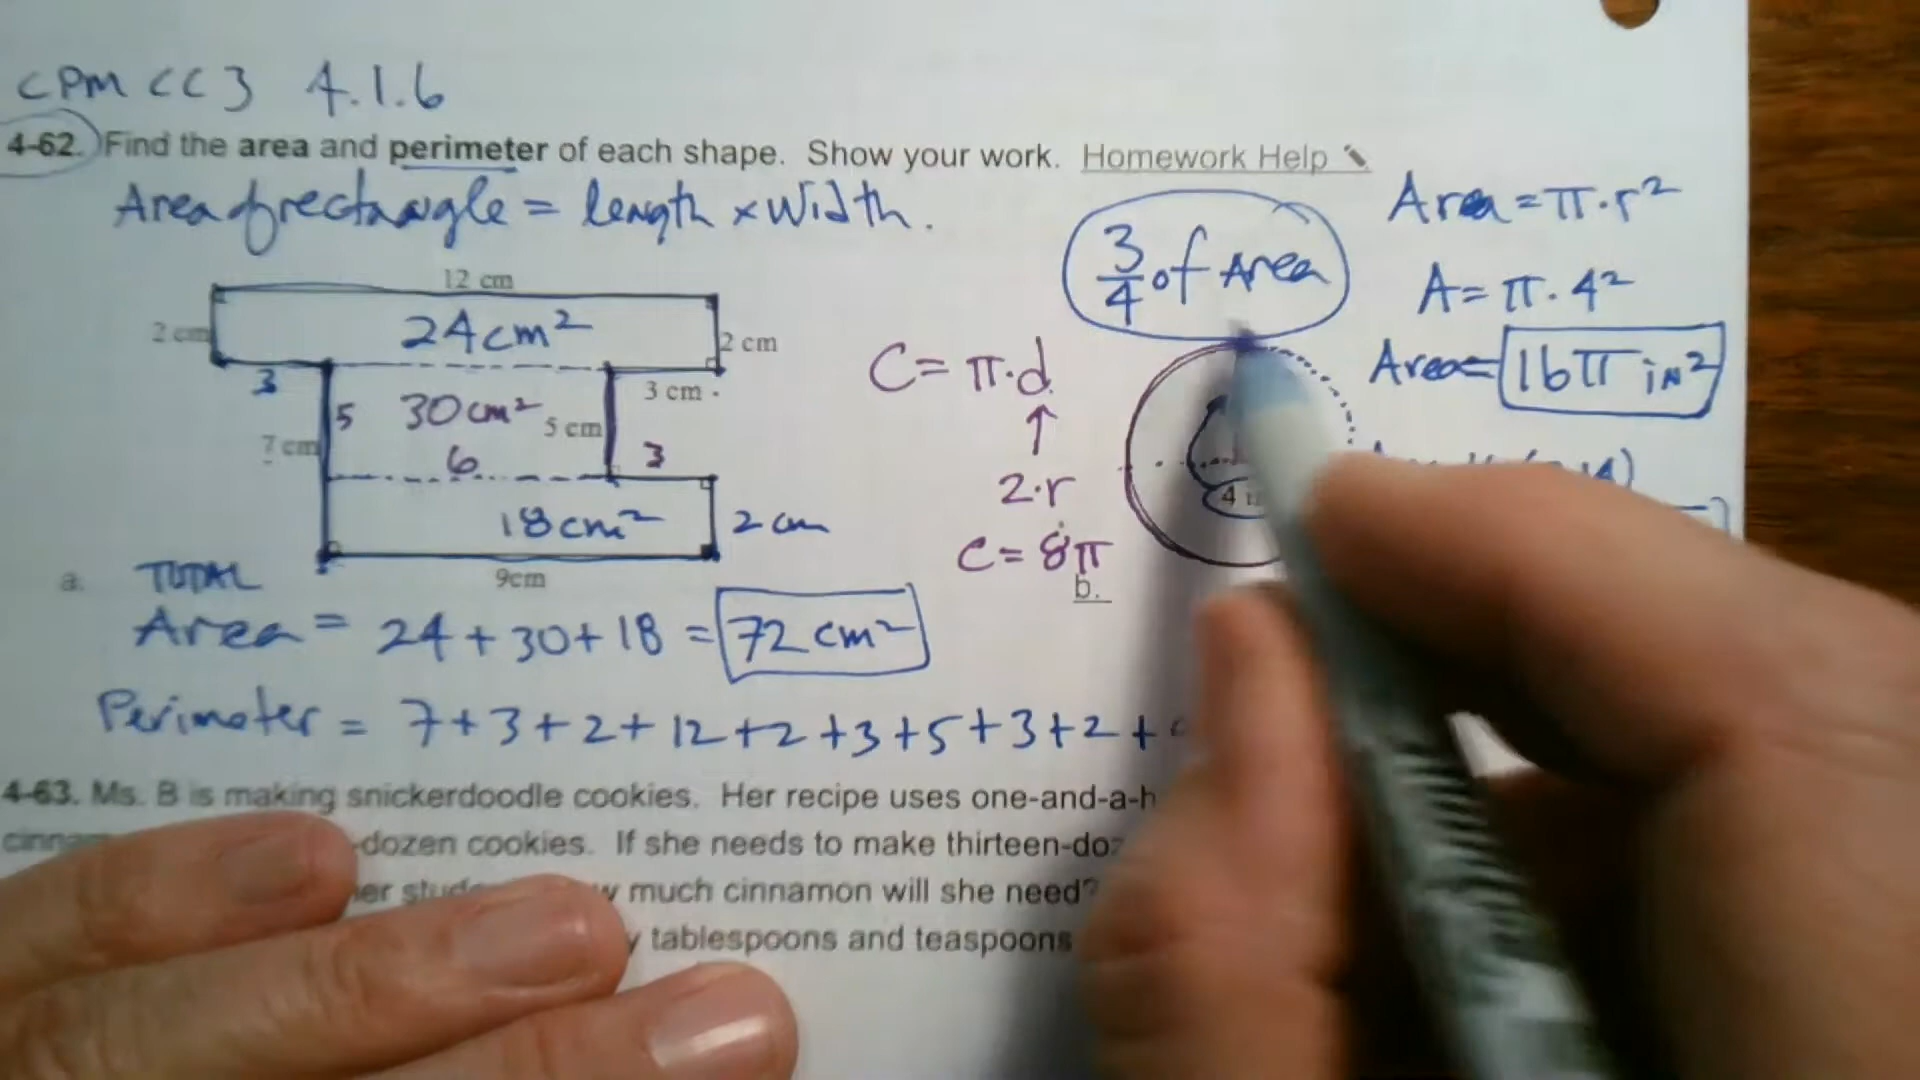 CPM CC3 4.1.6
4-62. Find the area and perimeter of each shape. Show your work. Homework Help
Area of rectangle = length × Width.
12 cm
2 cm
24 cm²
2 cm
3
3 cm
7 cm
5
30 cm²
5 cm
6
3
18 cm²
2 cm
9cm
a.
3/4 of Area
C = π·d
2·r
C = 8π
4
b.
Area = π·r²
A = π·4²
Area = 16π in²
TOTAL
Area = 24 + 30 + 18 = 72 cm²
Perimeter = 7+3+2+12+2+3+5+3+2+
4-63. Ms. B is making snickerdoodle cookies. Her recipe uses one-and-a-h
-dozen cookies. If she needs to make thirteen-doz
much cinnamon will she need?
tablespoons and teaspoons